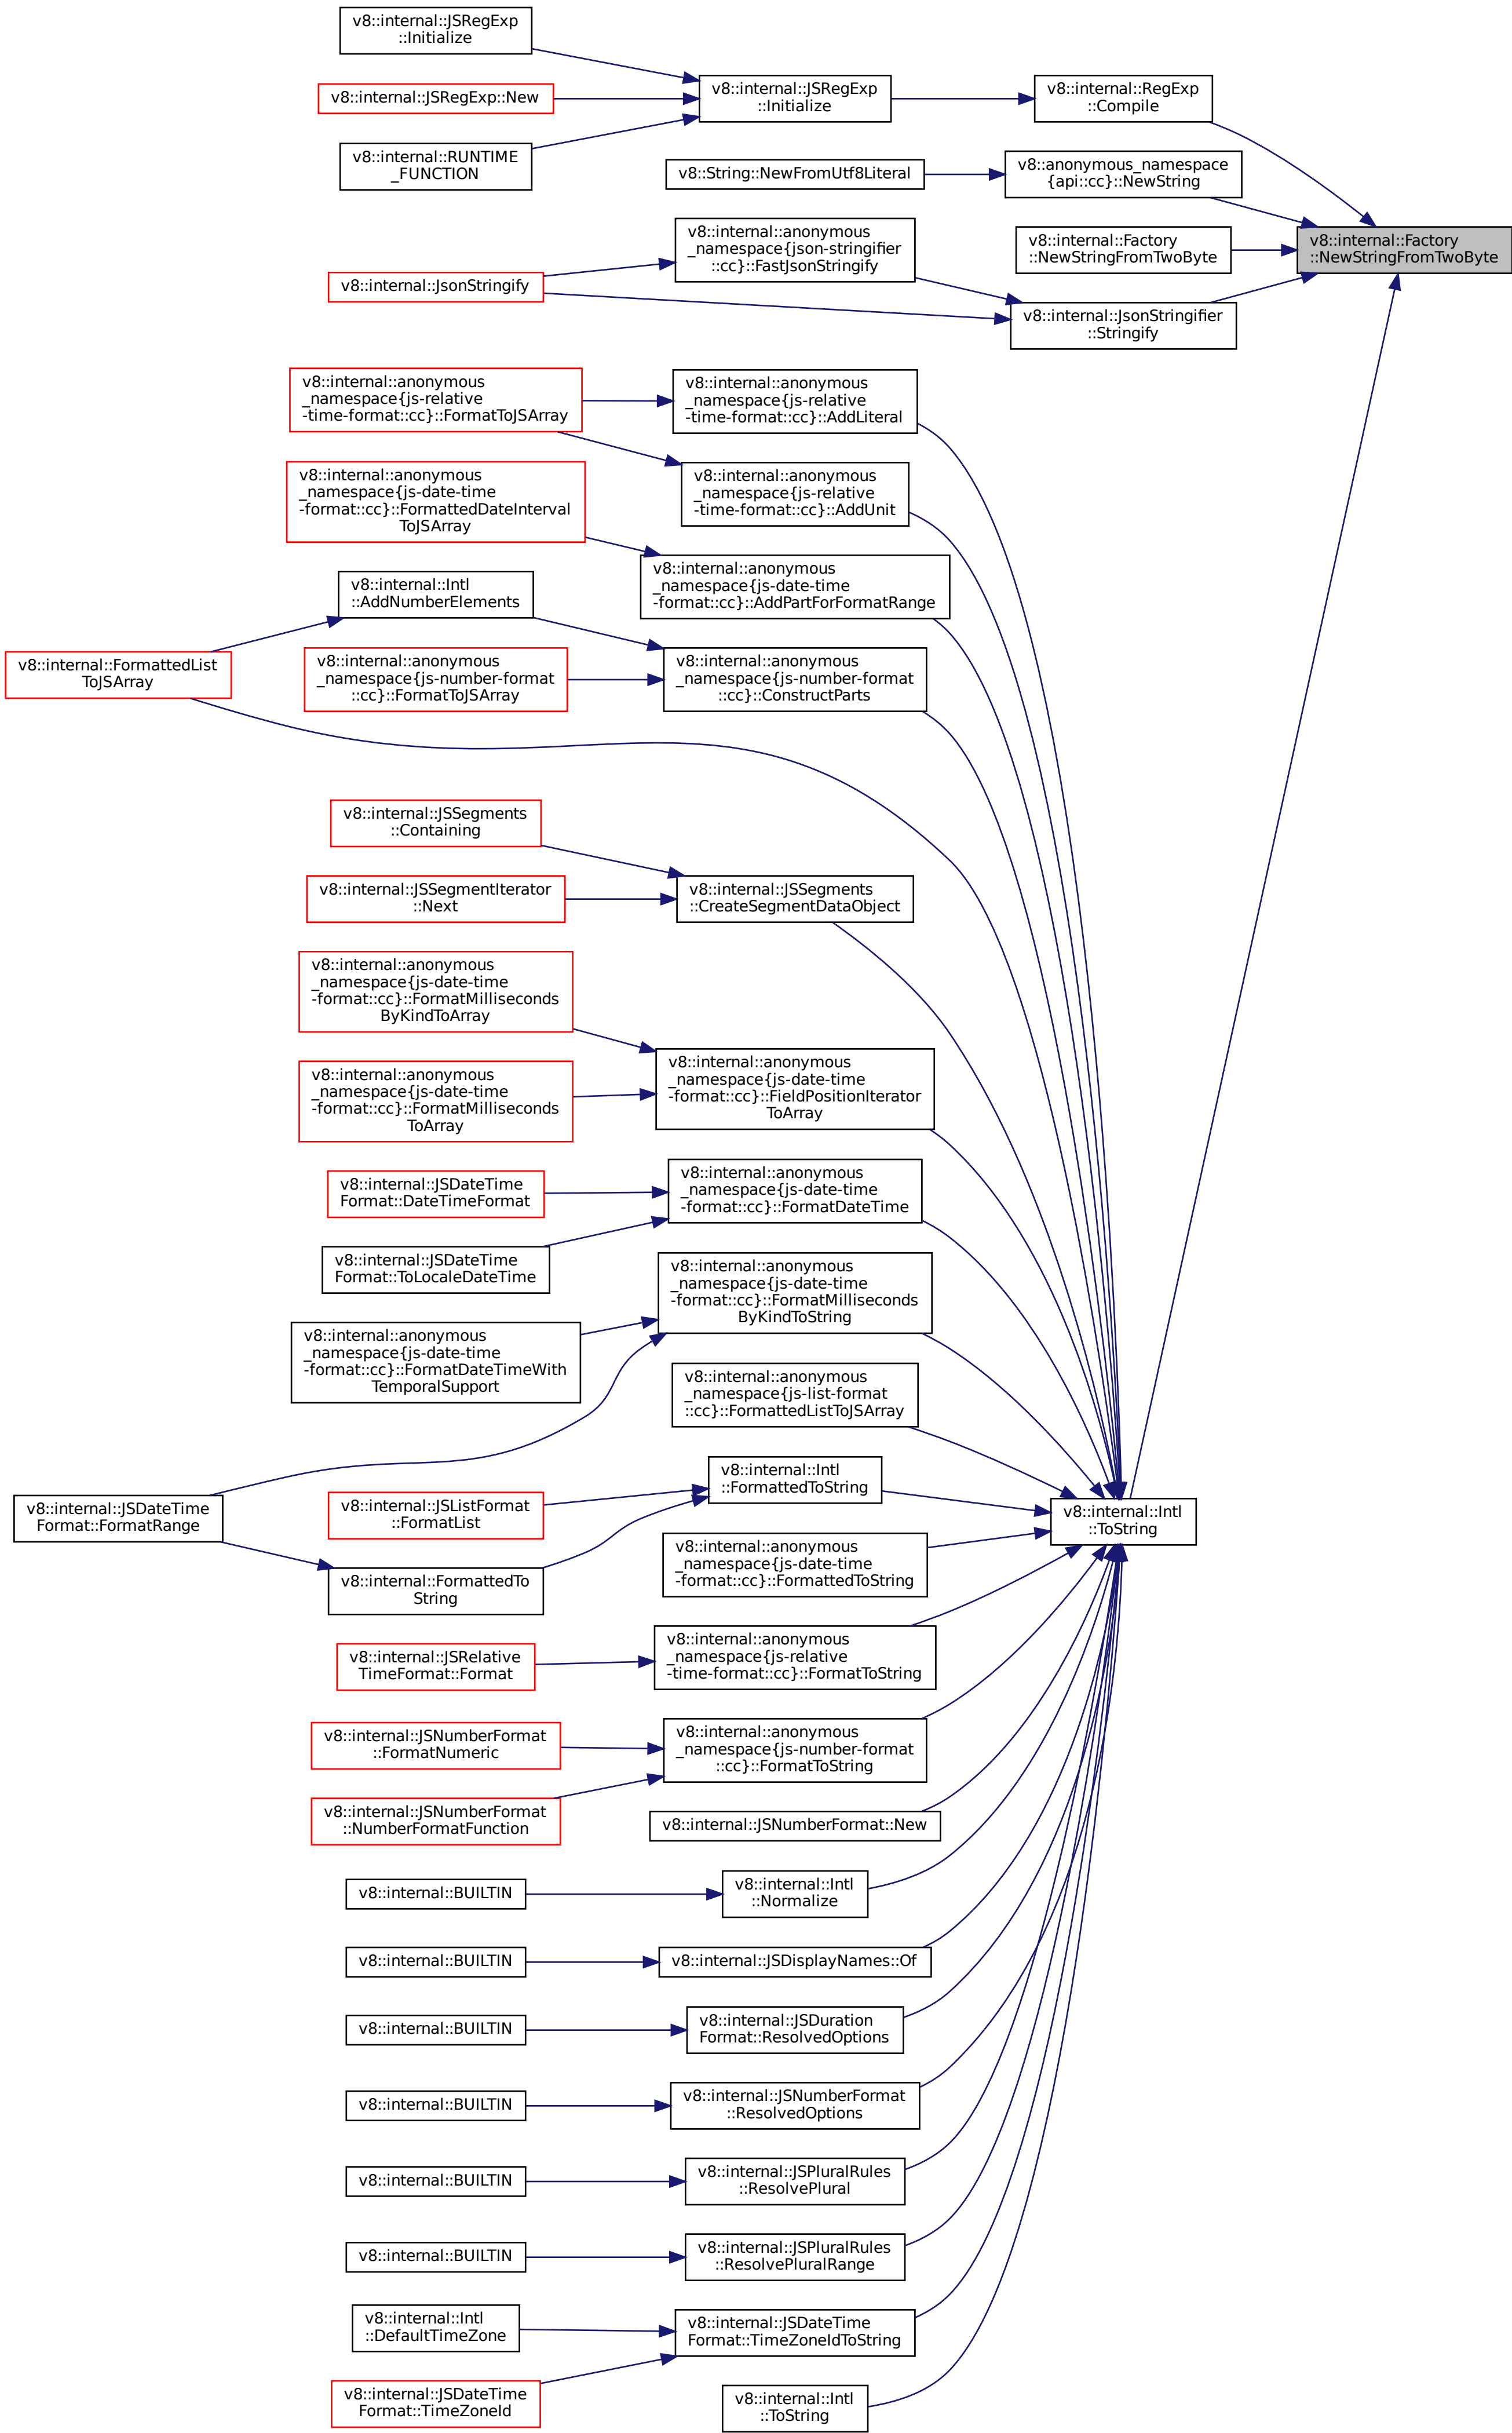 v8::internal::JSRegExp
::Initialize
v8::internal::JSRegExp::New
v8::internal::RUNTIME
_FUNCTION
v8::internal::JSRegExp
::Initialize
v8::internal::RegExp
::Compile
v8::String::NewFromUtf8Literal
v8::anonymous_namespace
{api::cc}::NewString
v8::internal::Factory
::NewStringFromTwoByte
v8::internal::Factory
::NewStringFromTwoByte
v8::internal::anonymous
_namespace{json-stringifier
::cc}::FastJsonStringify
v8::internal::JsonStringify
v8::internal::JsonStringifier
::Stringify
v8::internal::anonymous
_namespace{js-relative
-time-format::cc}::FormatToJSArray
v8::internal::anonymous
_namespace{js-relative
-time-format::cc}::AddLiteral
v8::internal::anonymous
_namespace{js-date-time
-format::cc}::FormattedDateInterval
ToJSArray
v8::internal::anonymous
_namespace{js-relative
-time-format::cc}::AddUnit
v8::internal::anonymous
_namespace{js-date-time
-format::cc}::AddPartForFormatRange
v8::internal::Intl
::AddNumberElements
v8::internal::FormattedList
ToJSArray
v8::internal::anonymous
_namespace{js-number-format
::cc}::FormatToJSArray
v8::internal::anonymous
_namespace{js-number-format
::cc}::ConstructParts
v8::internal::JSSegments
::Containing
v8::internal::JSSegmentIterator
::Next
v8::internal::JSSegments
::CreateSegmentDataObject
v8::internal::anonymous
_namespace{js-date-time
-format::cc}::FormatMilliseconds
ByKindToArray
v8::internal::anonymous
_namespace{js-date-time
-format::cc}::FormatMilliseconds
ToArray
v8::internal::anonymous
_namespace{js-date-time
-format::cc}::FieldPositionIterator
ToArray
v8::internal::JSDateTime
Format::DateTimeFormat
v8::internal::anonymous
_namespace{js-date-time
-format::cc}::FormatDateTime
v8::internal::JSDateTime
Format::ToLocaleDateTime
v8::internal::anonymous
_namespace{js-date-time
-format::cc}::FormatMilliseconds
ByKindToString
v8::internal::anonymous
_namespace{js-date-time
-format::cc}::FormatDateTimeWith
TemporalSupport
v8::internal::anonymous
_namespace{js-list-format
::cc}::FormattedListToJSArray
v8::internal::JSDateTime
Format::FormatRange
v8::internal::JSListFormat
::FormatList
v8::internal::Intl
::FormattedToString
v8::internal::Intl
::ToString
v8::internal::FormattedTo
String
v8::internal::anonymous
_namespace{js-date-time
-format::cc}::FormattedToString
v8::internal::JSRelative
TimeFormat::Format
v8::internal::anonymous
_namespace{js-relative
-time-format::cc}::FormatToString
v8::internal::JSNumberFormat
::FormatNumeric
v8::internal::anonymous
_namespace{js-number-format
::cc}::FormatToString
v8::internal::JSNumberFormat
::NumberFormatFunction
v8::internal::JSNumberFormat::New
v8::internal::BUILTIN
v8::internal::Intl
::Normalize
v8::internal::BUILTIN
v8::internal::JSDisplayNames::Of
v8::internal::BUILTIN
v8::internal::JSDuration
Format::ResolvedOptions
v8::internal::BUILTIN
v8::internal::JSNumberFormat
::ResolvedOptions
v8::internal::BUILTIN
v8::internal::JSPluralRules
::ResolvePlural
v8::internal::BUILTIN
v8::internal::JSPluralRules
::ResolvePluralRange
v8::internal::Intl
::DefaultTimeZone
v8::internal::JSDateTime
Format::TimeZoneIdToString
v8::internal::JSDateTime
Format::TimeZoneId
v8::internal::Intl
::ToString